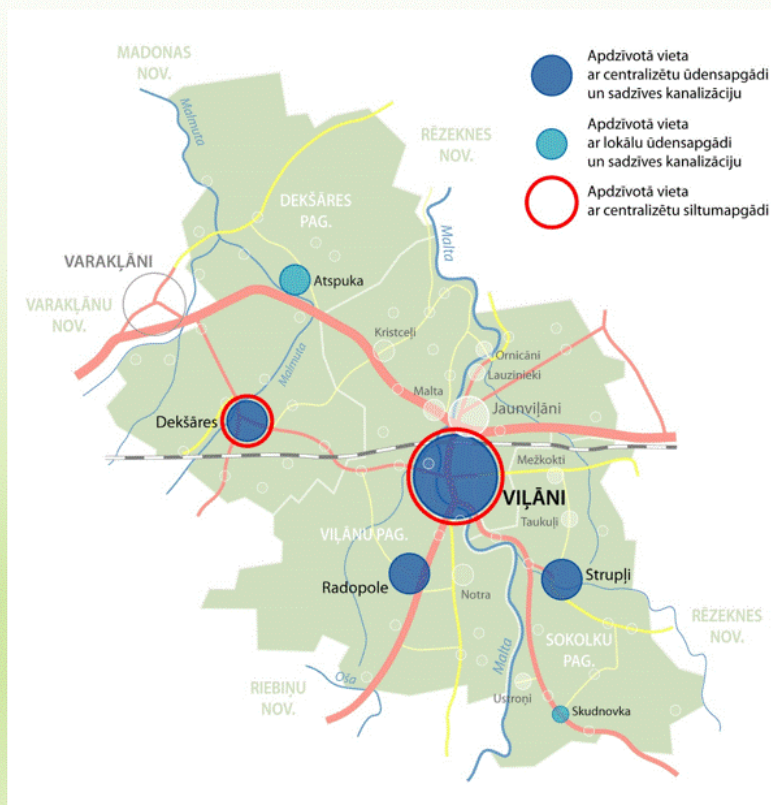 Apdzīvotā vieta
ar centralizētu ūdensapgādi
un sadzīves kanalizāciju
Apdzīvotā vieta
ar lokālu ūdensapgādi
un sadzīves kanalizāciju
Apdzīvotā vieta
ar centralizētu siltumapgādi
MADONAS
NOV.
Malmuta
RĒZEKNES
NOV.
DEKŠĀRES
PAG.
Malta
VARAKĻĀNI
Atspuka
VARAKĻĀNU
NOV.
Kristceļi
Ornicāni
Lauzinieki
Malmuta
Malta
Jaunviļāni
Dekšāres
Mežkokti
VIĻĀNI
Taukuļi
VIĻĀNU PAG.
Radopole
Strupļi
Notra
RĒZEKNES
NOV.
SOKOLKU
PAG.
Malta
Oša
RIEBIŅU
NOV.
Ustroņi
Skudnovka